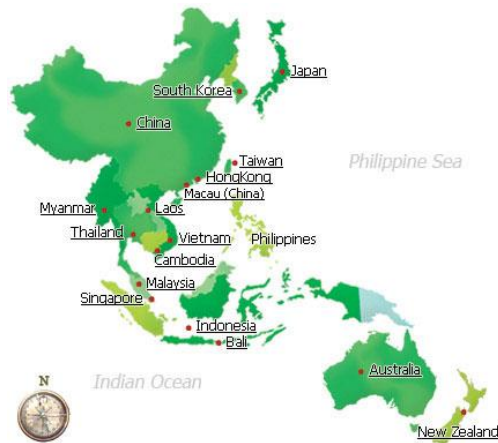 Japan
South Korea
China
Taiwan
Philippine Sea
HongKong
Macau (China)
Myanmar
Laos
Thailand
Vietnam
Philippines
Cambodia
Malaysia
Singapore
Indonesia
Bali
Australia
Indian Ocean
N
New Zealand